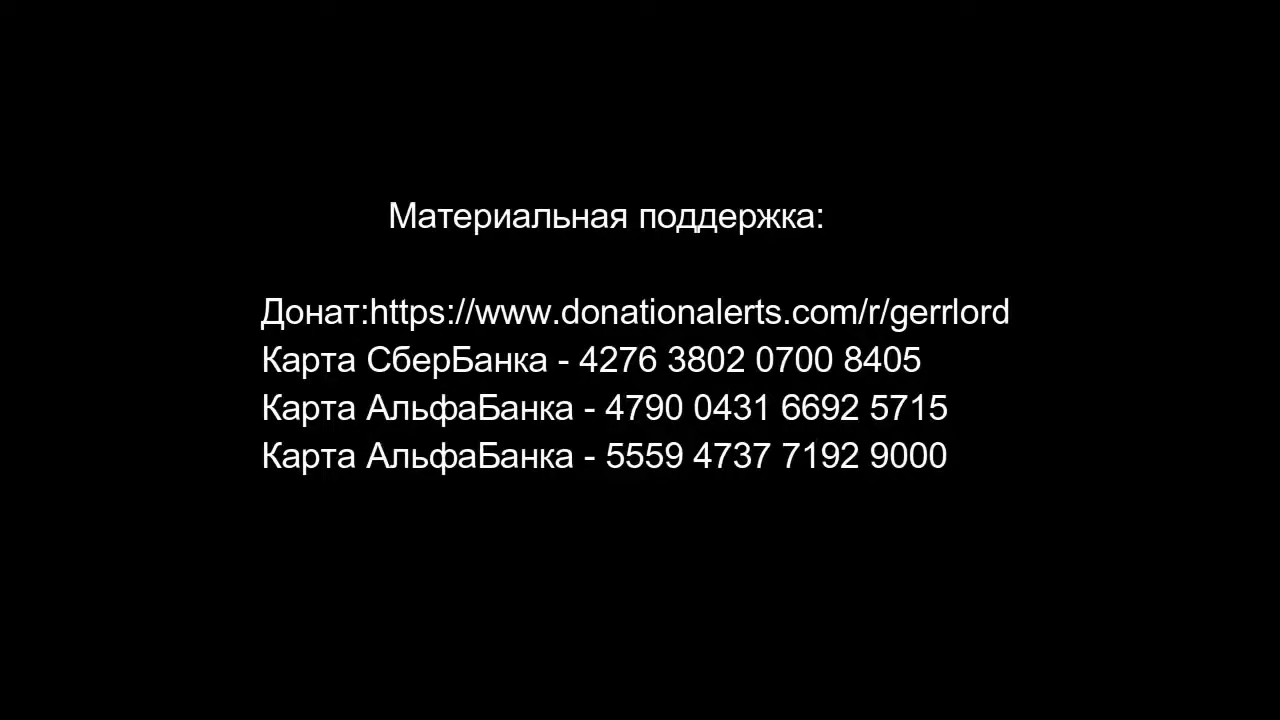 Материальная поддержка:
Донат:https://www.donationalerts.com/r/gerrlord
Карта СберБанка - 4276 3802 0700 8405
Карта АльфаБанка - 4790 0431 6692 5715
Карта АльфаБанка - 5559 4737 7192 9000